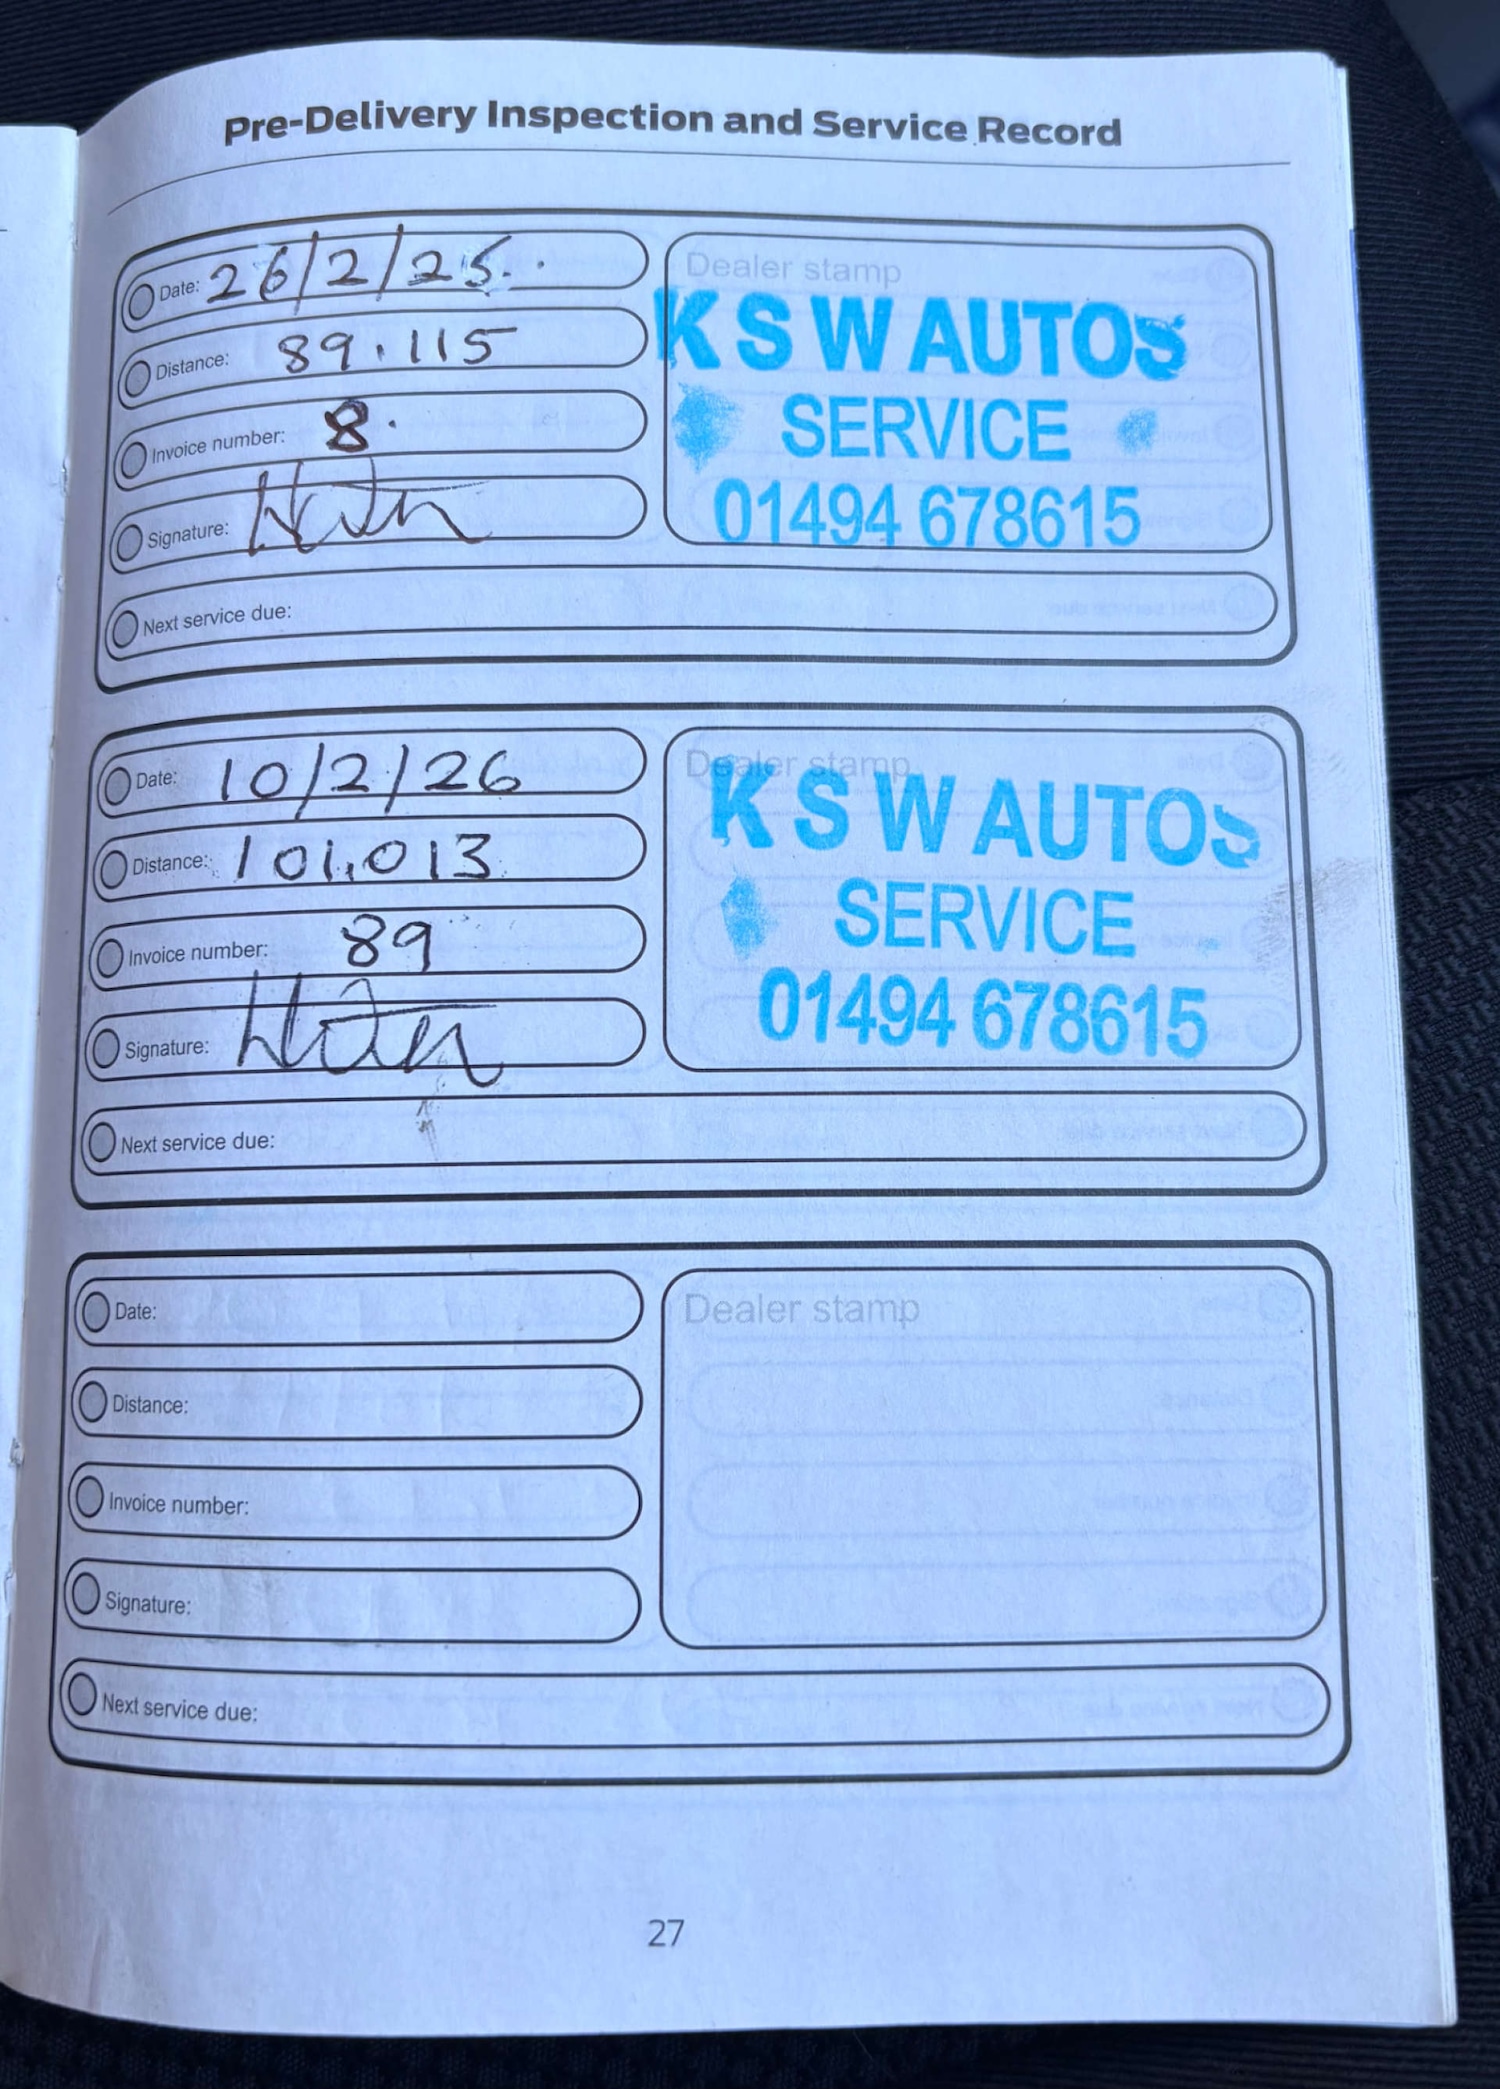 Pre-Delivery Inspection and Service Record
Date: 26/2/25
Distance: 89.115
Invoice number: 8.
Signature:
Next service due:
Dealer stamp
K S W AUTOS
SERVICE
01494 678615
Date: 10/2/26
Distance: 101,013
Invoice number: 89
Signature:
Next service due:
Dealer stamp
K S W AUTOS
SERVICE
01494 678615
Date:
Distance:
Invoice number:
Signature:
Next service due:
Dealer stamp
27